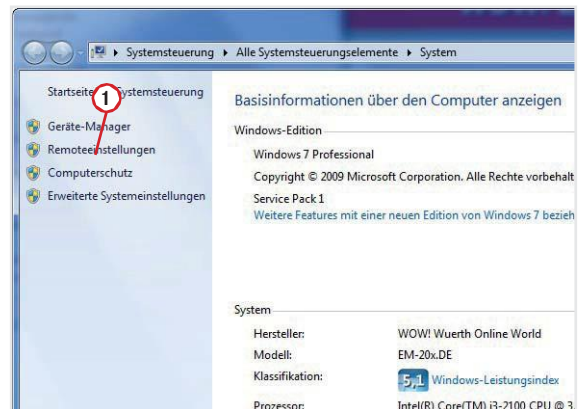 Systemsteuerung ▸ Alle Systemsteuerungselemente ▸ System
Startseite Systemsteuerung
1
Geräte-Manager
Remoteeinstellungen
Computerschutz
Erweiterte Systemeinstellungen
Basisinformationen über den Computer anzeigen
Windows-Edition
Windows 7 Professional
Copyright © 2009 Microsoft Corporation. Alle Rechte vorbehalt
Service Pack 1
Weitere Features mit einer neuen Edition von Windows 7 bezieh
System
Hersteller: WOW! Wuerth Online World
Modell: EM-20x.DE
Klassifikation: 5,1 Windows-Leistungsindex
Prozessor: Intel(R) Core(TM) i3-2100 CPU @ 3